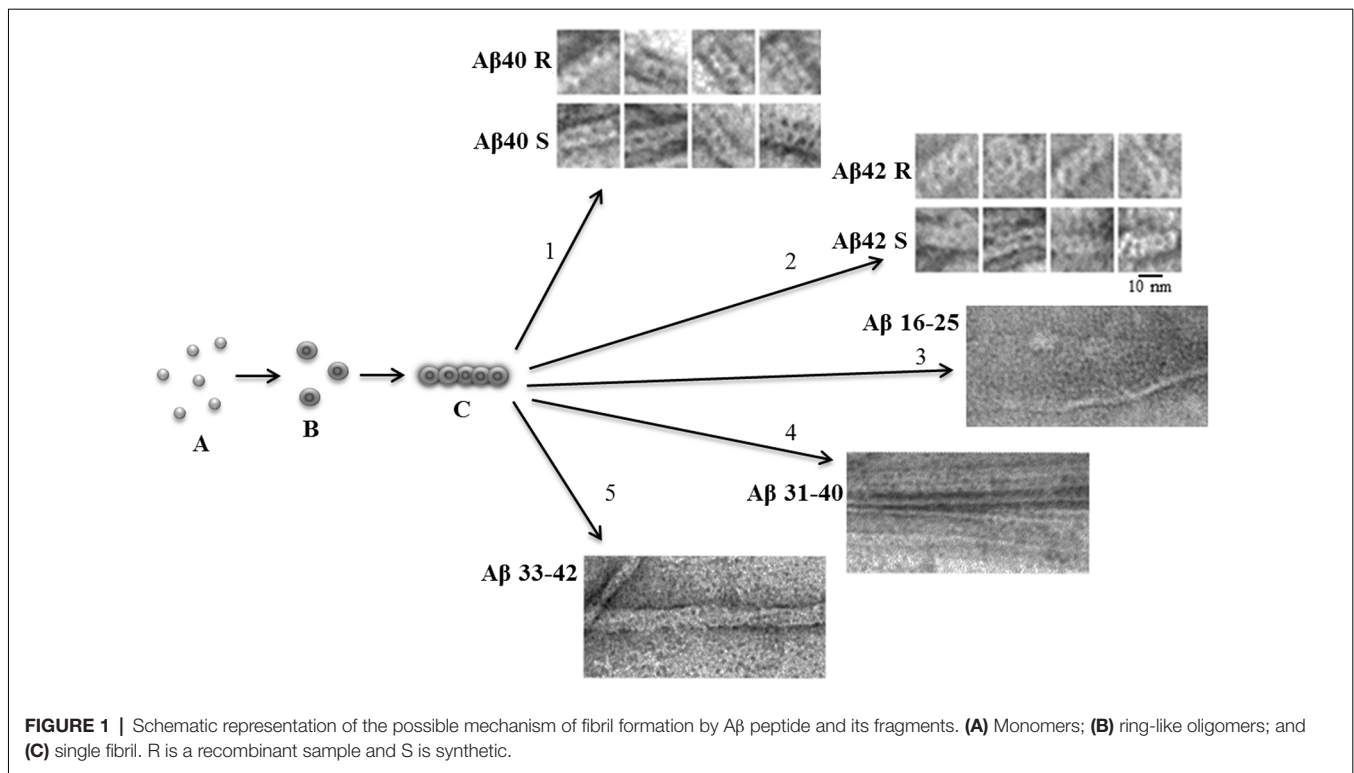 Aβ40 R
Aβ40 S
Aβ42 R
Aβ42 S
10 nm
1
2
Aβ 16-25
3
A
B
C
4
Aβ 31-40
5
Aβ 33-42
FIGURE 1 | Schematic representation of the possible mechanism of fibril formation by Aβ peptide and its fragments. (A) Monomers; (B) ring-like oligomers; and
(C) single fibril. R is a recombinant sample and S is synthetic.